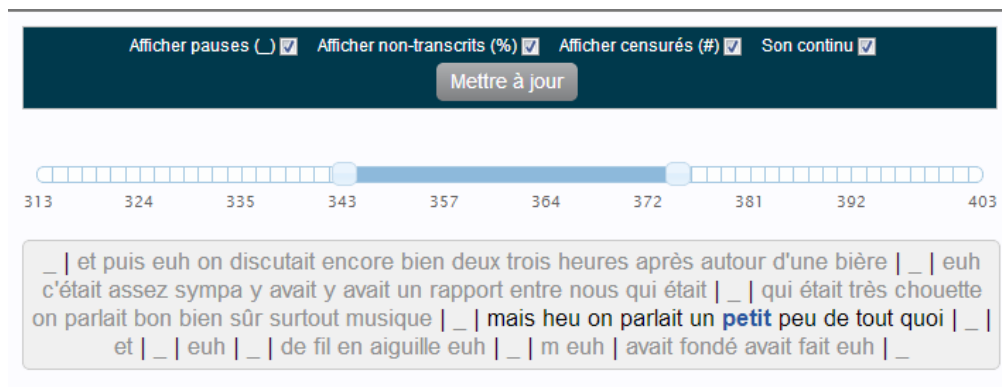 Afficher pauses (_) Afficher non-transcrits (%) Afficher censurés (#) Son continu
Mettre à jour
313 324 335 343 357 364 372 381 392 403
_ | et puis euh on discutait encore bien deux trois heures après autour d'une bière | _ | euh
c'était assez sympa y avait y avait un rapport entre nous qui était | _ | qui était très chouette
on parlait bon bien sûr surtout musique | _ | mais heu on parlait un petit peu de tout quoi | _ |
et | _ | euh | _ | de fil en aiguille euh | _ | m euh | avait fondé avait fait euh | _